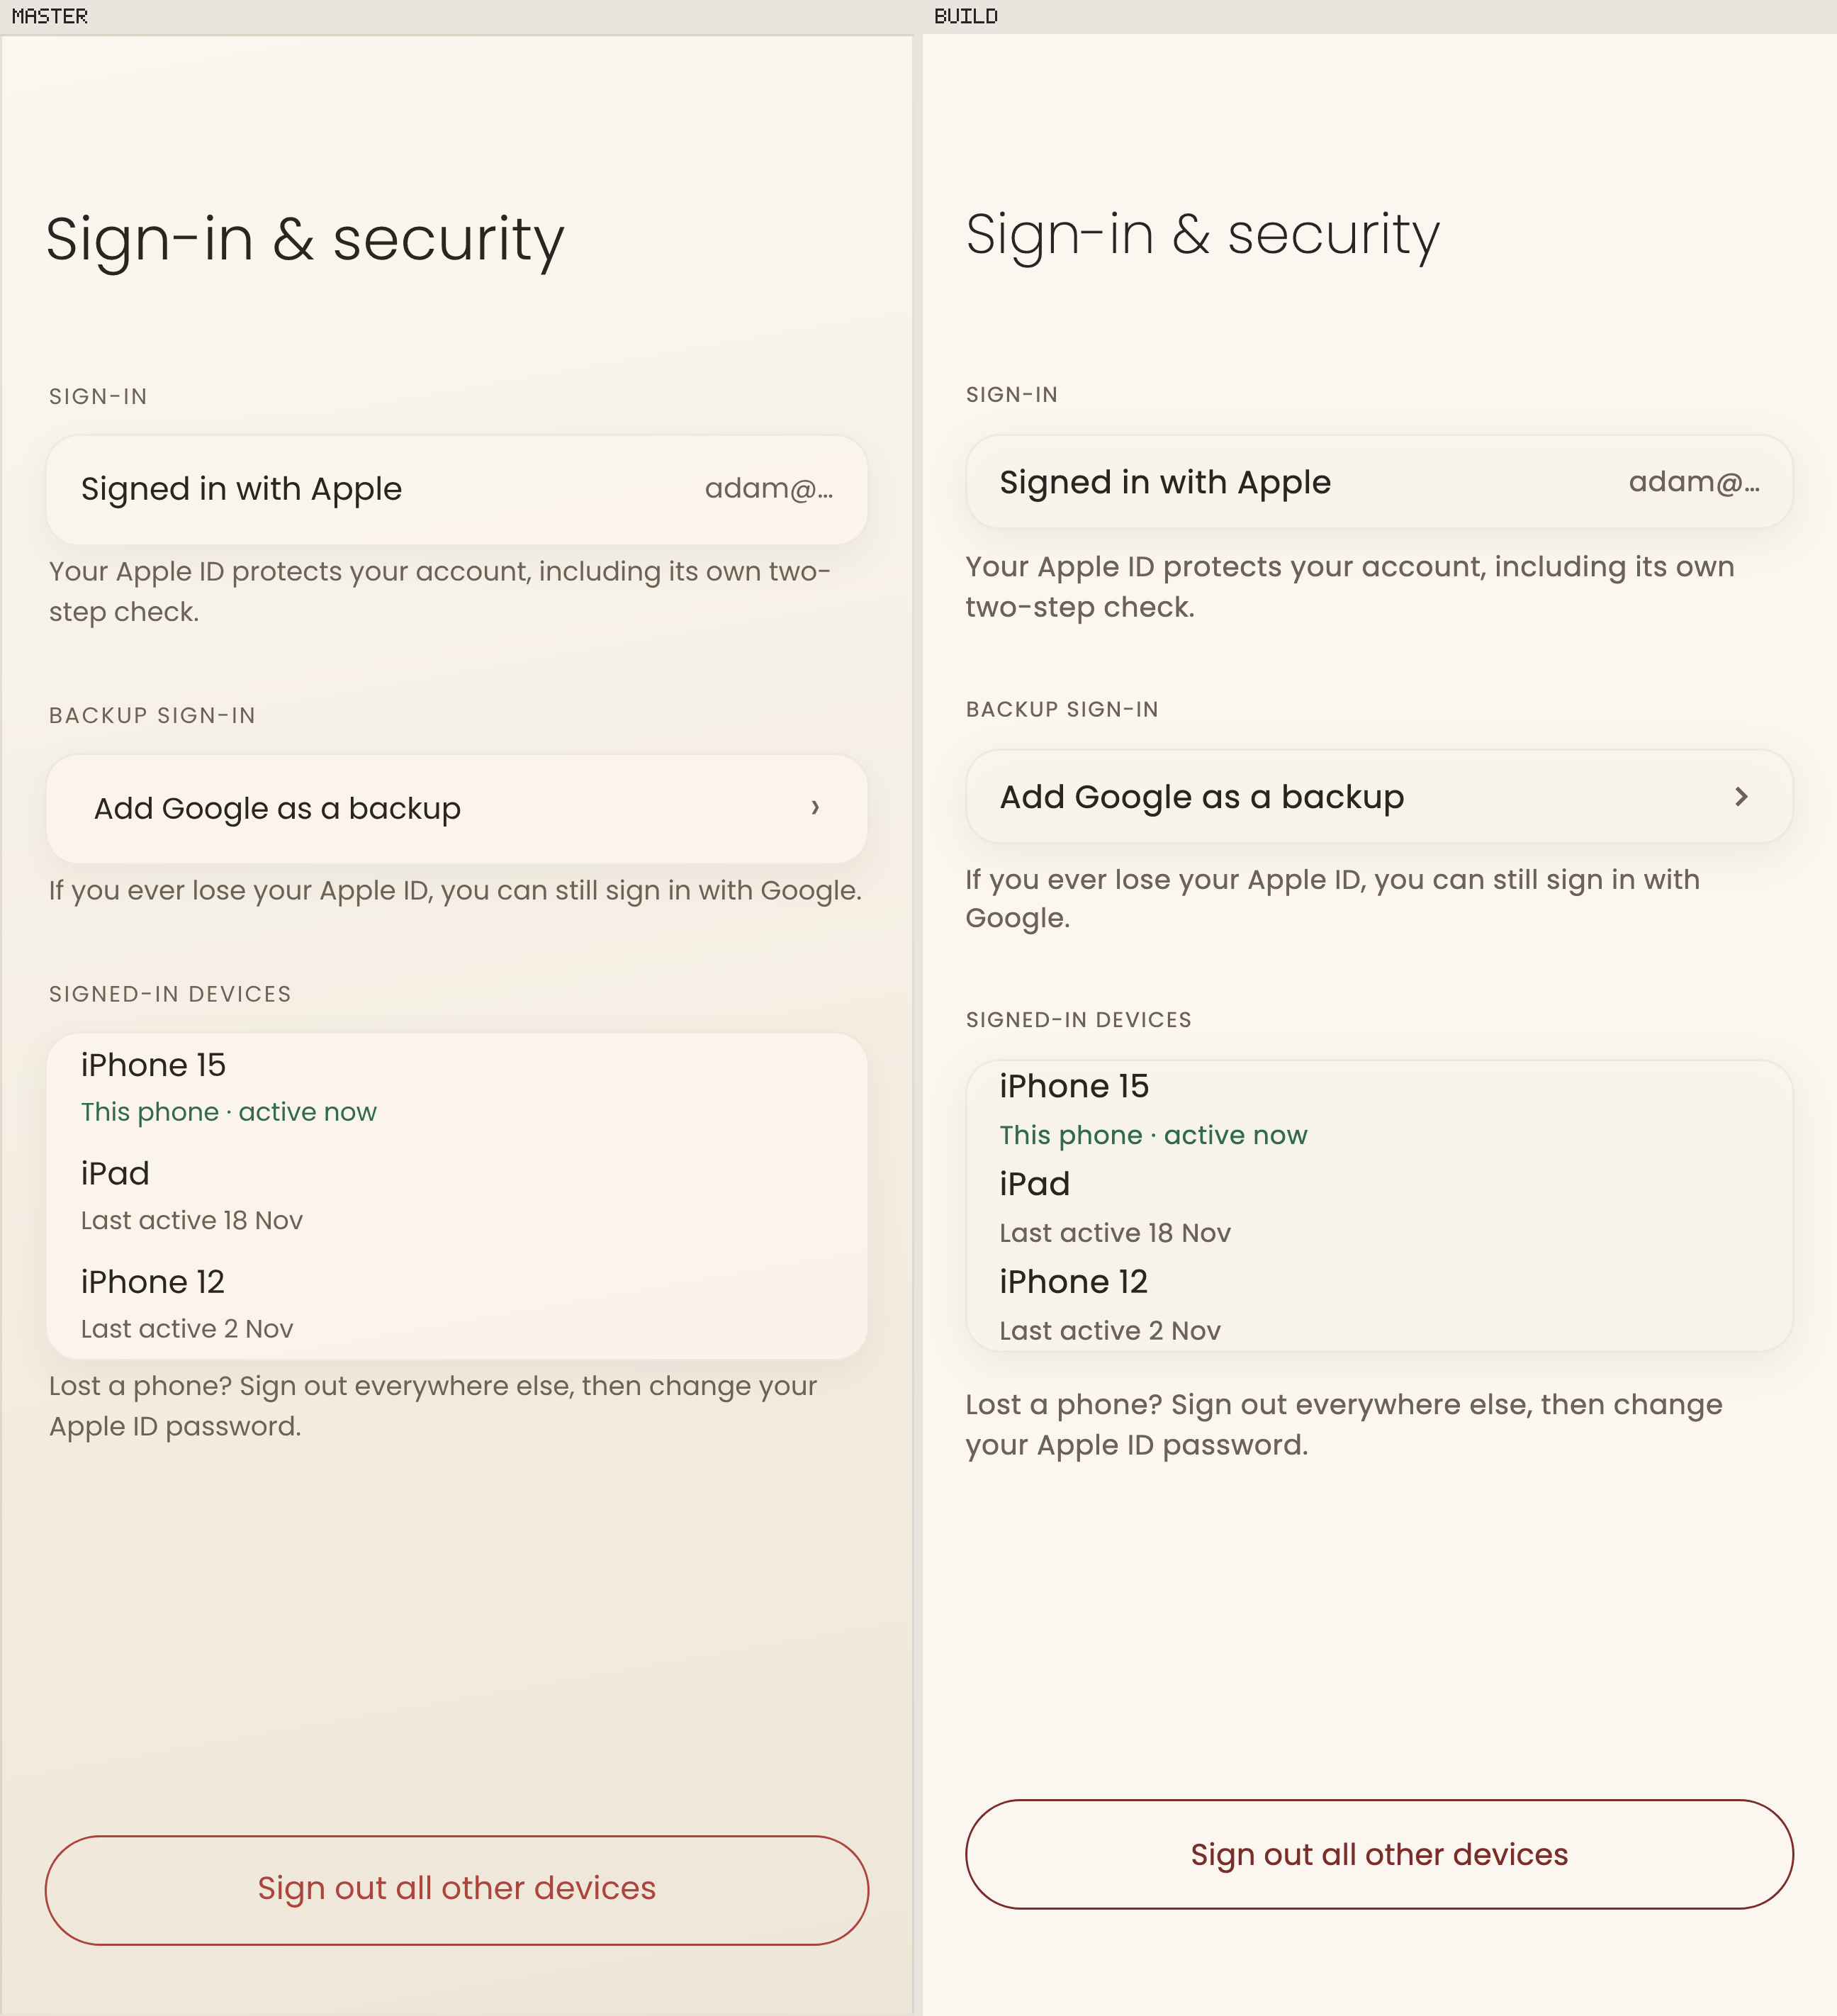 MASTER
Sign-in & security
SIGN-IN
Signed in with Apple
adam@…
Your Apple ID protects your account, including its own two-
step check.
BACKUP SIGN-IN
Add Google as a backup
›
If you ever lose your Apple ID, you can still sign in with Google.
SIGNED-IN DEVICES
iPhone 15
This phone · active now
iPad
Last active 18 Nov
iPhone 12
Last active 2 Nov
Lost a phone? Sign out everywhere else, then change your
Apple ID password.
Sign out all other devices
BUILD
Sign-in & security
SIGN-IN
Signed in with Apple
adam@…
Your Apple ID protects your account, including its own
two-step check.
BACKUP SIGN-IN
Add Google as a backup
If you ever lose your Apple ID, you can still sign in with
Google.
SIGNED-IN DEVICES
iPhone 15
This phone · active now
iPad
Last active 18 Nov
iPhone 12
Last active 2 Nov
Lost a phone? Sign out everywhere else, then change
your Apple ID password.
Sign out all other devices